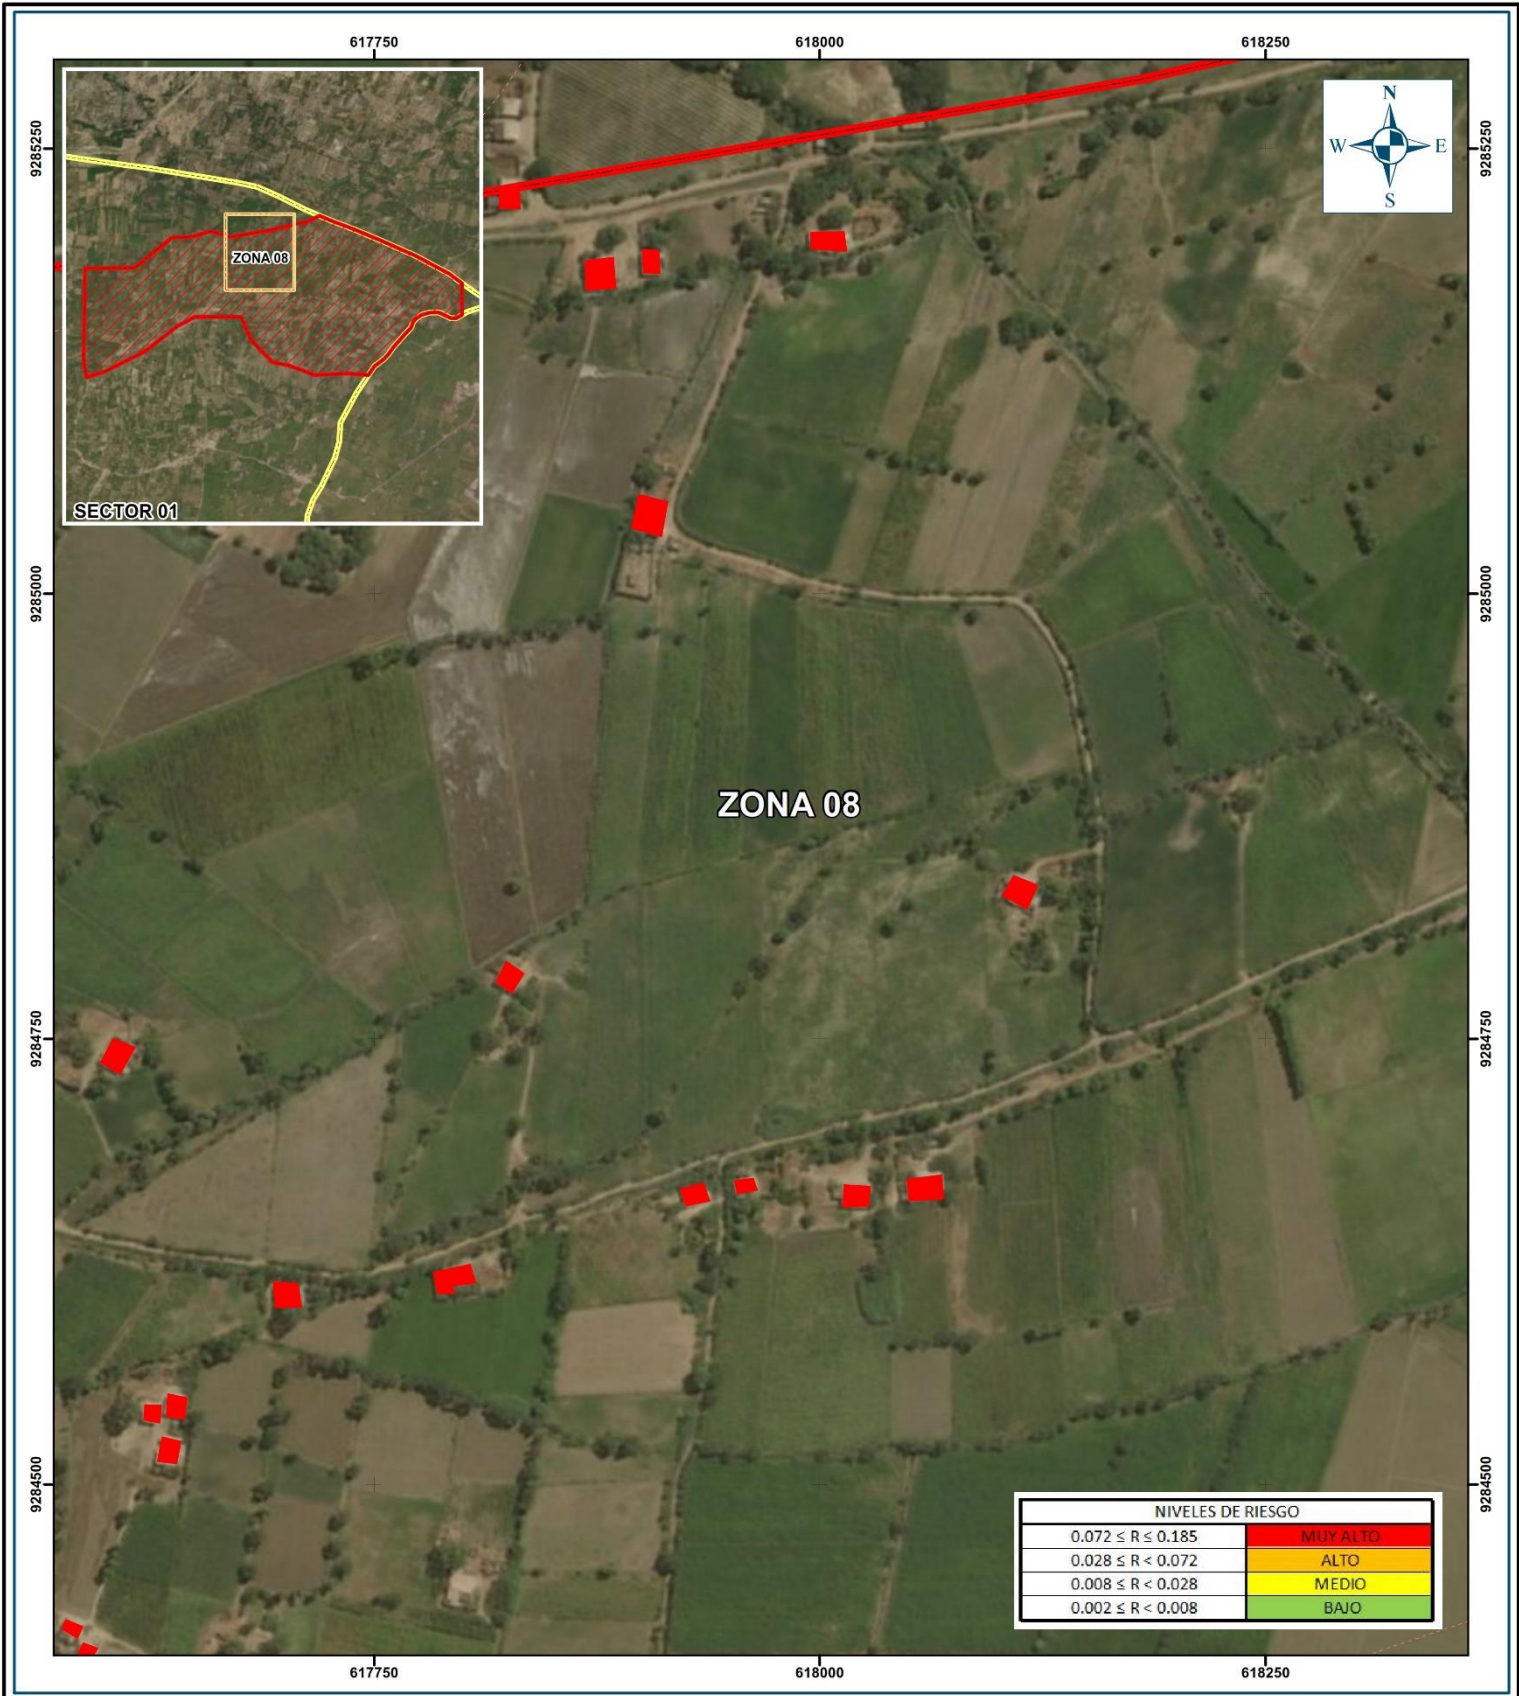 617750 618000 618250
9285250
9285250
N
W E
S
ZONA 08
SECTOR 01
9285000
9285000
ZONA 08
9284750
9284750
9284500
9284500
NIVELES DE RIESGO
0.072 ≤ R ≤ 0.185 MUY ALTO
0.028 ≤ R < 0.072 ALTO
0.008 ≤ R < 0.028 MEDIO
0.002 ≤ R < 0.008 BAJO
617750 618000 618250